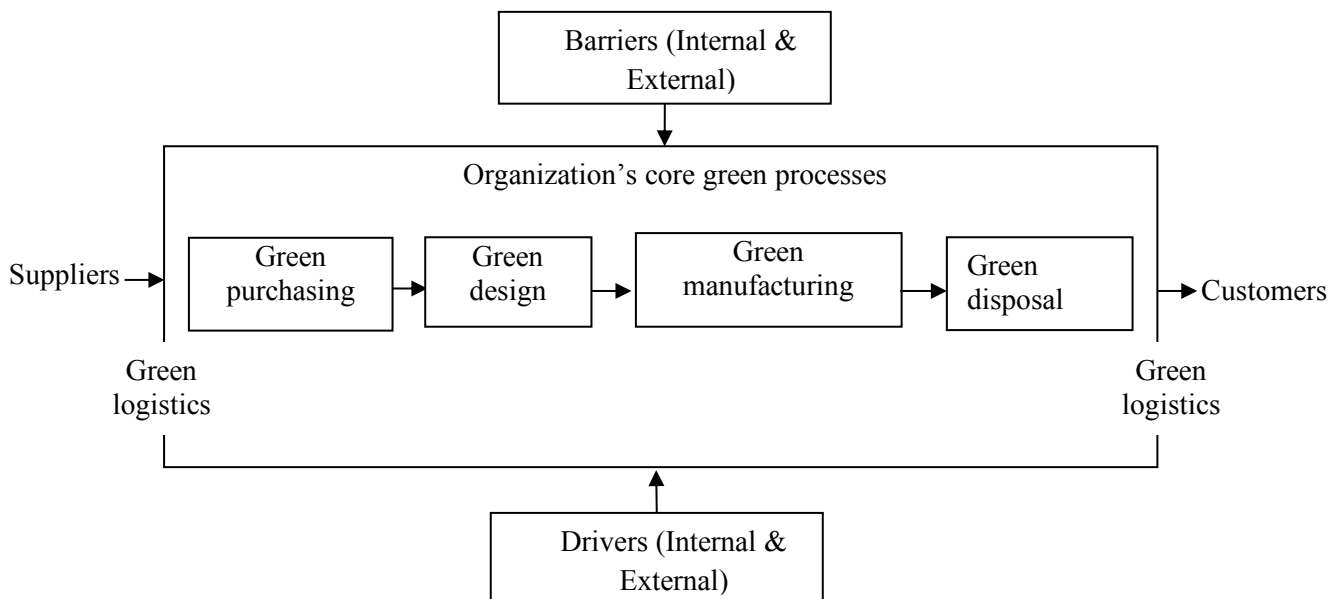 Barriers (Internal &
External)
Organization’s core green processes
Suppliers
Green
purchasing
Green
design
Green
manufacturing
Green
disposal
Customers
Green
logistics
Green
logistics
Drivers (Internal &
External)